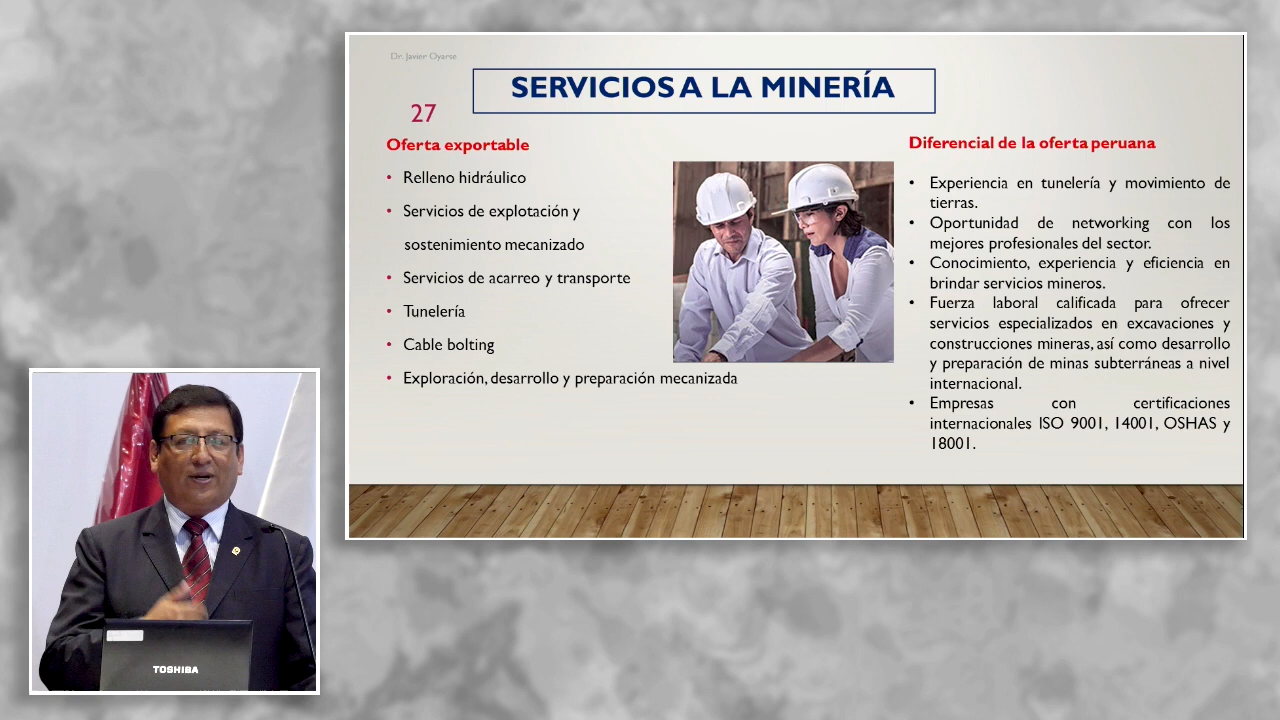 Dr. Javier Oyarse
SERVICIOS A LA MINERÍA
27
Oferta exportable
• Relleno hidráulico
• Servicios de explotación y
sostenimiento mecanizado
• Servicios de acarreo y transporte
• Tunelería
• Cable bolting
• Exploración, desarrollo y preparación mecanizada
Diferencial de la oferta peruana
• Experiencia en tunelería y movimiento de
tierras.
• Oportunidad de networking con los
mejores profesionales del sector.
• Conocimiento, experiencia y eficiencia en
brindar servicios mineros.
• Fuerza laboral calificada para ofrecer
servicios especializados en excavaciones y
construcciones mineras, así como desarrollo
y preparación de minas subterráneas a nivel
internacional.
• Empresas con certificaciones
internacionales ISO 9001, 14001, OSHAS y
18001.
TOSHIBA